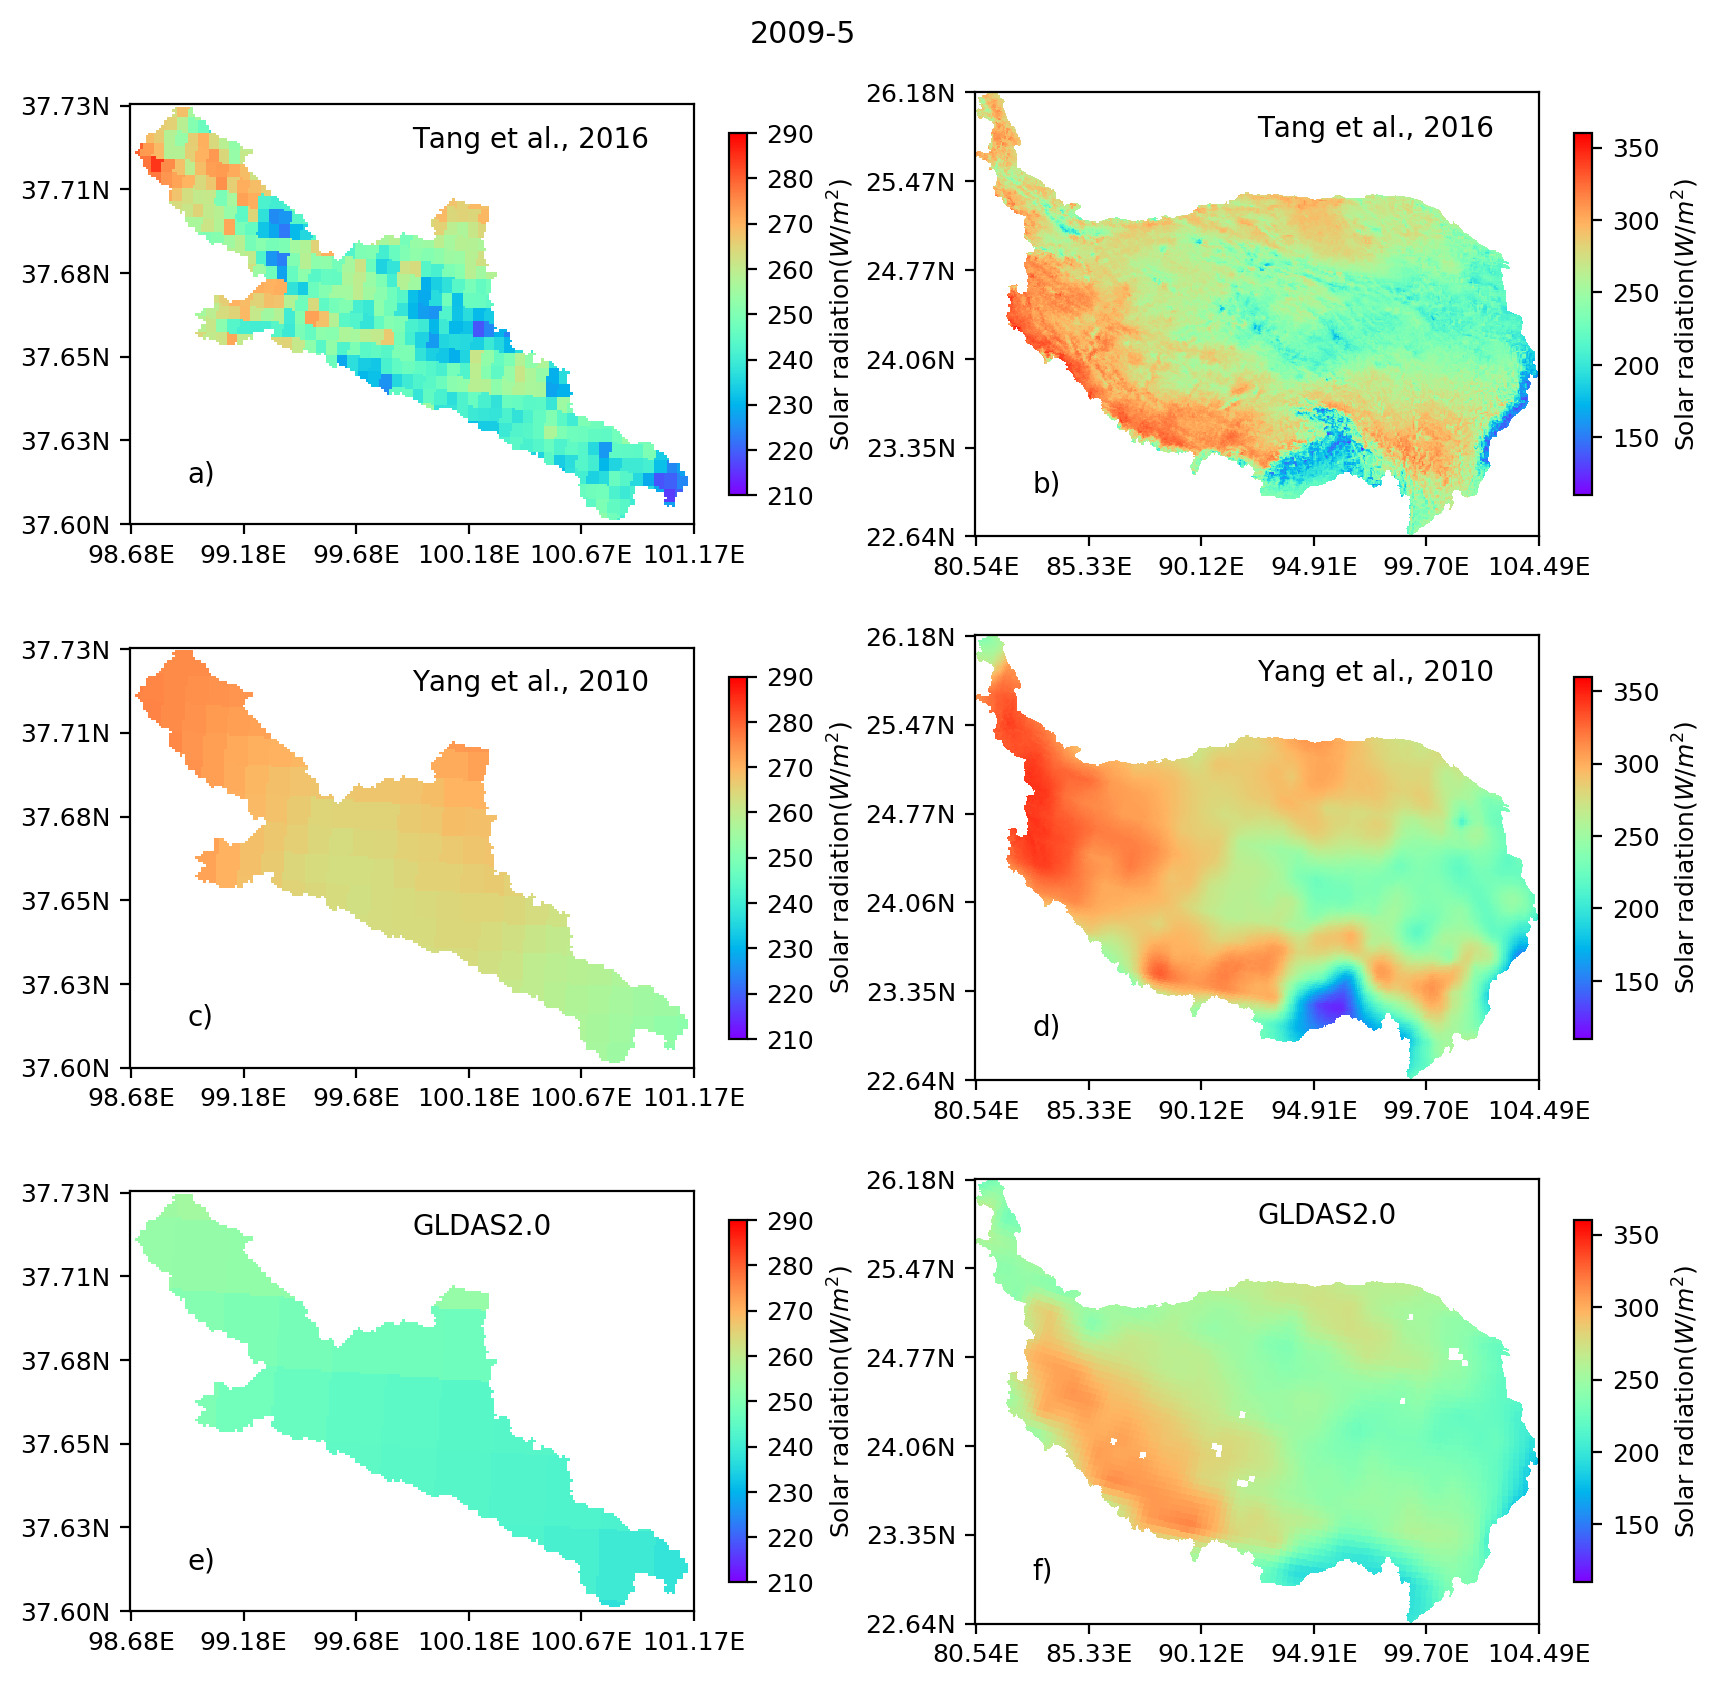 2009-5
Tang et al., 2016
a)
37.73N
37.71N
37.68N
37.65N
37.63N
37.60N
98.68E 99.18E 99.68E 100.18E 100.67E 101.17E
290
280
270
260
250
240
230
220
210
Solar radiation(W/m²)
Tang et al., 2016
b)
26.18N
25.47N
24.77N
24.06N
23.35N
22.64N
80.54E 85.33E 90.12E 94.91E 99.70E 104.49E
350
300
250
200
150
Solar radiation(W/m²)
Yang et al., 2010
c)
37.73N
37.71N
37.68N
37.65N
37.63N
37.60N
98.68E 99.18E 99.68E 100.18E 100.67E 101.17E
290
280
270
260
250
240
230
220
210
Solar radiation(W/m²)
Yang et al., 2010
d)
26.18N
25.47N
24.77N
24.06N
23.35N
22.64N
80.54E 85.33E 90.12E 94.91E 99.70E 104.49E
350
300
250
200
150
Solar radiation(W/m²)
GLDAS2.0
e)
37.73N
37.71N
37.68N
37.65N
37.63N
37.60N
98.68E 99.18E 99.68E 100.18E 100.67E 101.17E
290
280
270
260
250
240
230
220
210
Solar radiation(W/m²)
GLDAS2.0
f)
26.18N
25.47N
24.77N
24.06N
23.35N
22.64N
80.54E 85.33E 90.12E 94.91E 99.70E 104.49E
350
300
250
200
150
Solar radiation(W/m²)